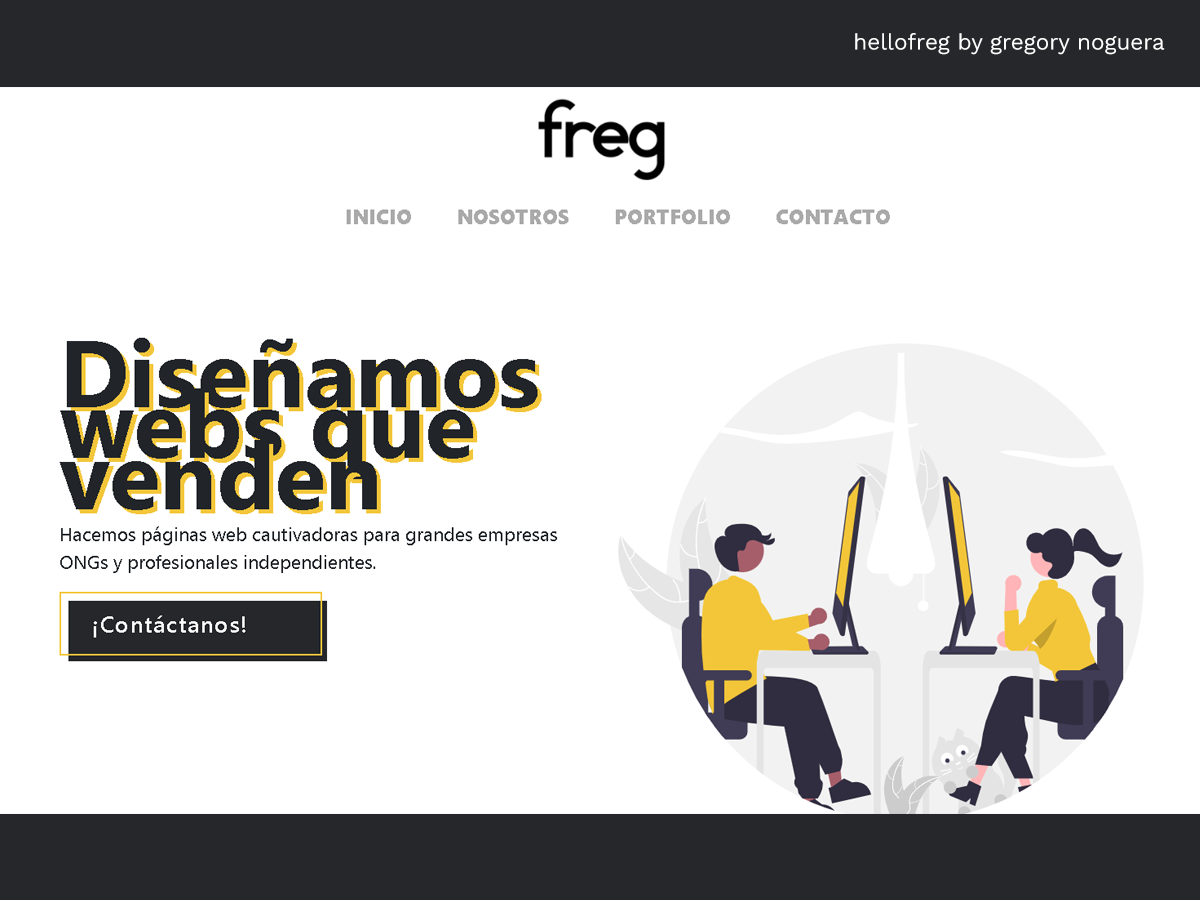 hellofreg by gregory noguera
freg
INICIO NOSOTROS PORTFOLIO CONTACTO
Diseñamos
webs que
venden
Hacemos páginas web cautivadoras para grandes empresas
ONGs y profesionales independientes.
¡Contáctanos!